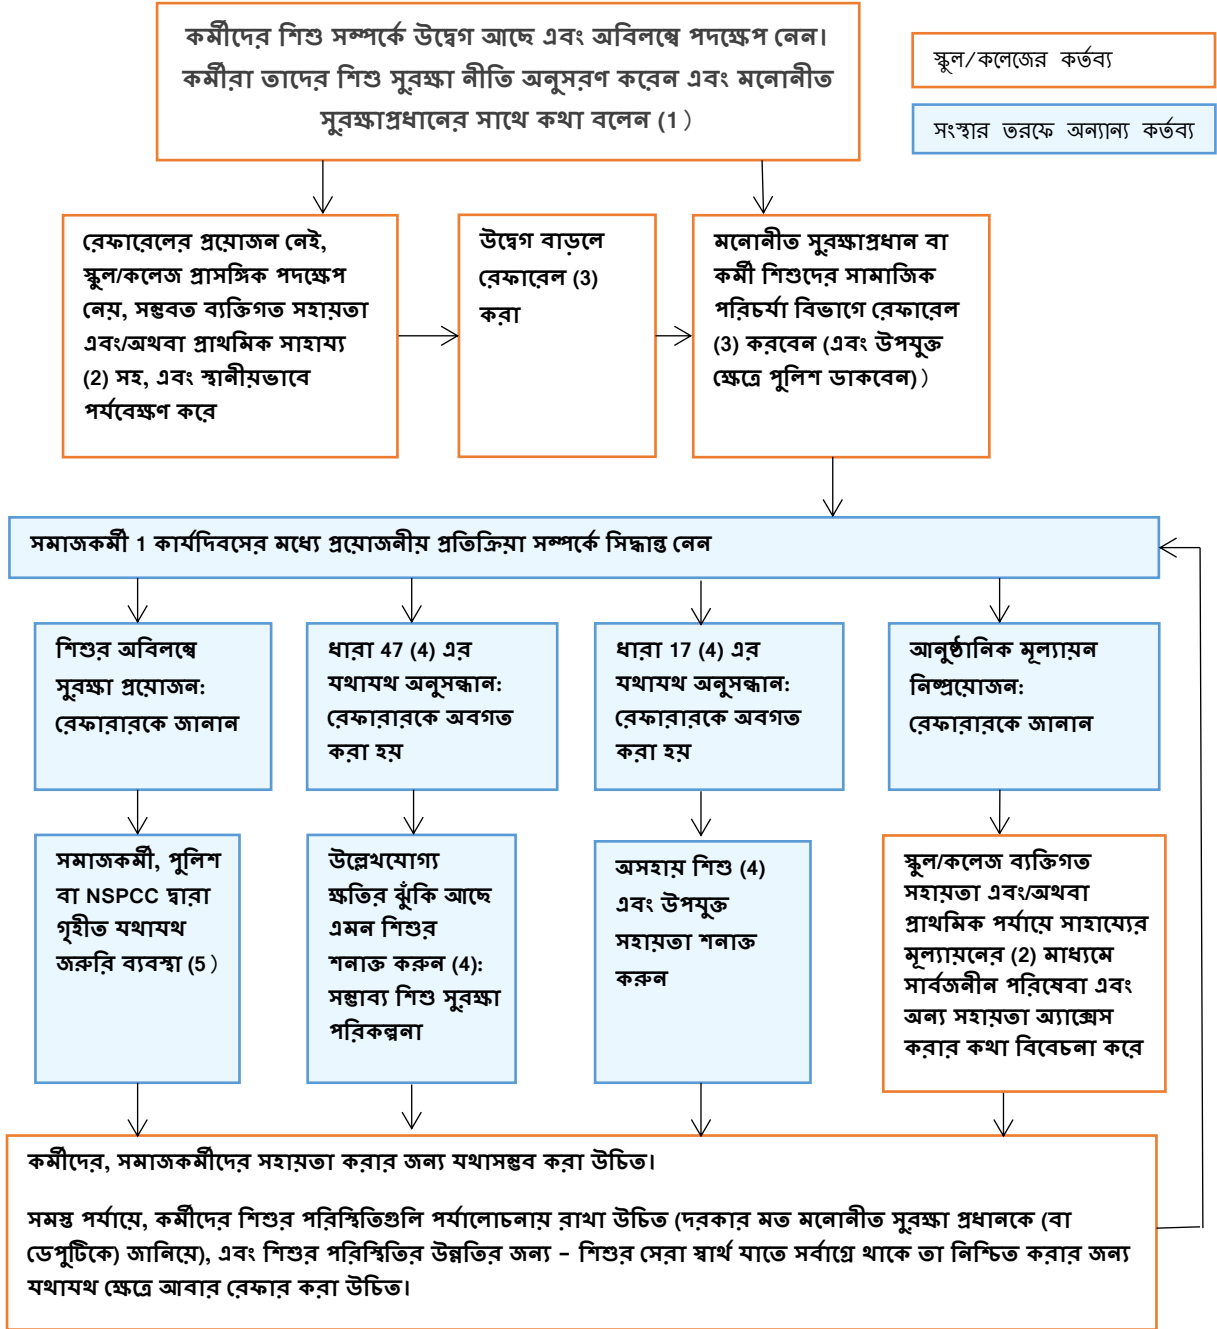 কর্মীদের শিশু সম্পর্কে উদ্বেগ আছে এবং অবিলম্বে পদক্ষেপ নেন।
কর্মীরা তাদের শিশু সুরক্ষা নীতি অনুসরণ করেন এবং মনোনীত
সুরক্ষাপ্রধানের সাথে কথা বলেন (1)
স্কুল/কলেজের কর্তব্য
সংস্থার তরফে অন্যান্য কর্তব্য
রেফারেলের প্রয়োজন নেই,
স্কুল/কলেজ প্রাসঙ্গিক পদক্ষেপ
নেয়, সম্ভবত ব্যক্তিগত সহায়তা
এবং/অথবা প্রাথমিক সাহায্য
(2) সহ, এবং স্থানীয়ভাবে
পর্যবেক্ষণ করে
উদ্বেগ বাড়লে
রেফারেল (3)
করা
মনোনীত সুরক্ষাপ্রধান বা
কর্মী শিশুদের সামাজিক
পরিচর্যা বিভাগে রেফারেল
(3) করবেন (এবং উপযুক্ত
ক্ষেত্রে পুলিশ ডাকবেন)）
সমাজকর্মী 1 কার্যদিবসের মধ্যে প্রয়োজনীয় প্রতিক্রিয়া সম্পর্কে সিদ্ধান্ত নেন
শিশুর অবিলম্বে
সুরক্ষা প্রয়োজন:
রেফারারকে জানান
ধারা 47 (4) এর
যথাযথ অনুসন্ধান:
রেফারারকে অবগত
করা হয়
ধারা 17 (4) এর
যথাযথ অনুসন্ধান:
রেফারারকে অবগত
করা হয়
আনুষ্ঠানিক মূল্যায়ন
নিষ্প্রয়োজন:
রেফারারকে জানান
সমাজকর্মী, পুলিশ
বা NSPCC দ্বারা
গৃহীত যথাযথ
জরুরি ব্যবস্থা (5）
উল্লেখযোগ্য
ক্ষতির ঝুঁকি আছে
এমন শিশুর
শনাক্ত করুন (4):
সম্ভাব্য শিশু সুরক্ষা
পরিকল্পনা
অসহায় শিশু (4)
এবং উপযুক্ত
সহায়তা শনাক্ত
করুন
স্কুল/কলেজ ব্যক্তিগত
সহায়তা এবং/অথবা
প্রাথমিক পর্যায়ে সাহায্যের
মূল্যায়নের (2) মাধ্যমে
সার্বজনীন পরিষেবা এবং
অন্য সহায়তা অ্যাক্সেস
করার কথা বিবেচনা করে
কর্মীদের, সমাজকর্মীদের সহায়তা করার জন্য যথাসম্ভব করা উচিত।
সমস্ত পর্যায়ে, কর্মীদের শিশুর পরিস্থিতিগুলি পর্যালোচনায় রাখা উচিত (দরকার মত মনোনীত সুরক্ষা প্রধানকে (বা
ডেপুটিকে) জানিয়ে), এবং শিশুর পরিস্থিতির উন্নতির জন্য – শিশুর সেরা স্বার্থ যাতে সর্বাগ্রে থাকে তা নিশ্চিত করার জন্য
যথাযথ ক্ষেত্রে আবার রেফার করা উচিত।